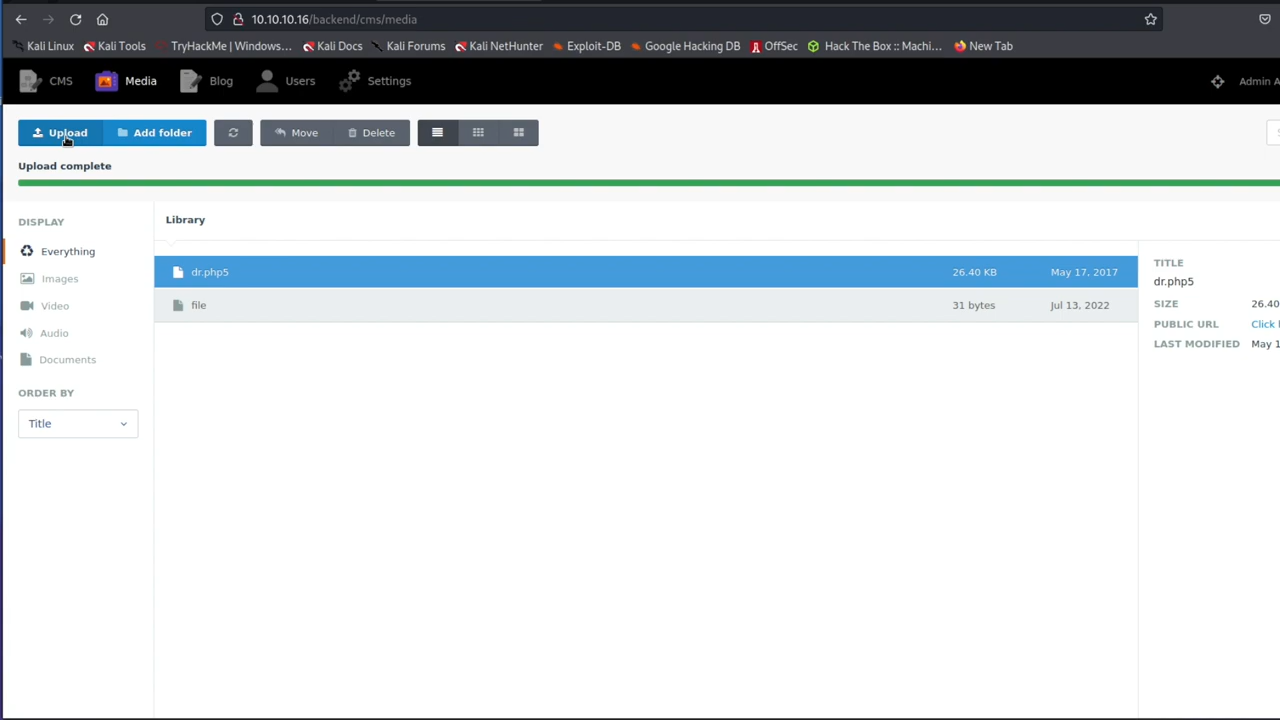 10.10.10.16/backend/cms/media
Kali Linux Kali Tools TryHackMe | Windows... Kali Docs Kali Forums Kali NetHunter Exploit-DB Google Hacking DB OffSec Hack The Box :: Machi... New Tab
CMS Media Blog Users Settings Admin A
Upload Add folder Move Delete
Upload complete
DISPLAY
Everything
Images
Video
Audio
Documents
ORDER BY
Title
Library
dr.php5 26.40 KB May 17, 2017
file 31 bytes Jul 13, 2022
TITLE
dr.php5
SIZE 26.40
PUBLIC URL Click
LAST MODIFIED May 1